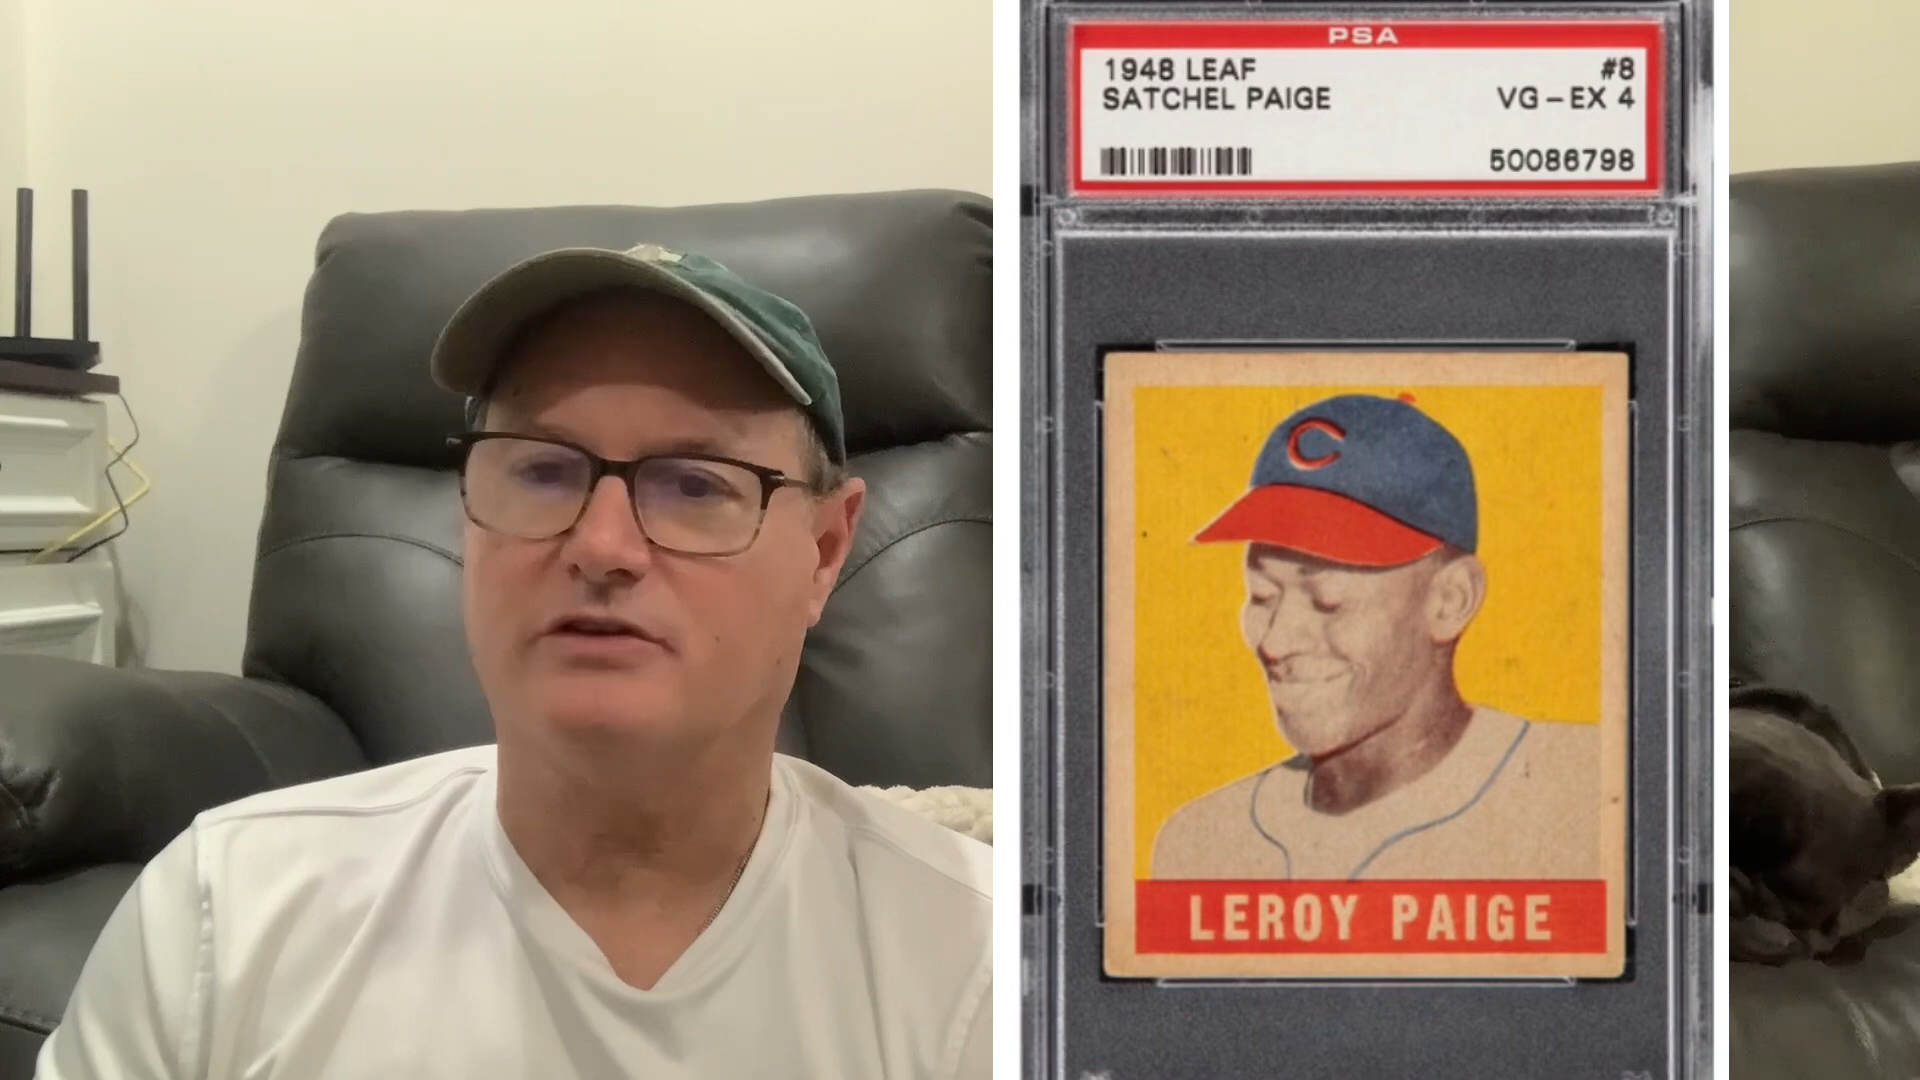 PSA
1948 LEAF #8
SATCHEL PAIGE VG-EX 4
50086798
C
LEROY PAIGE